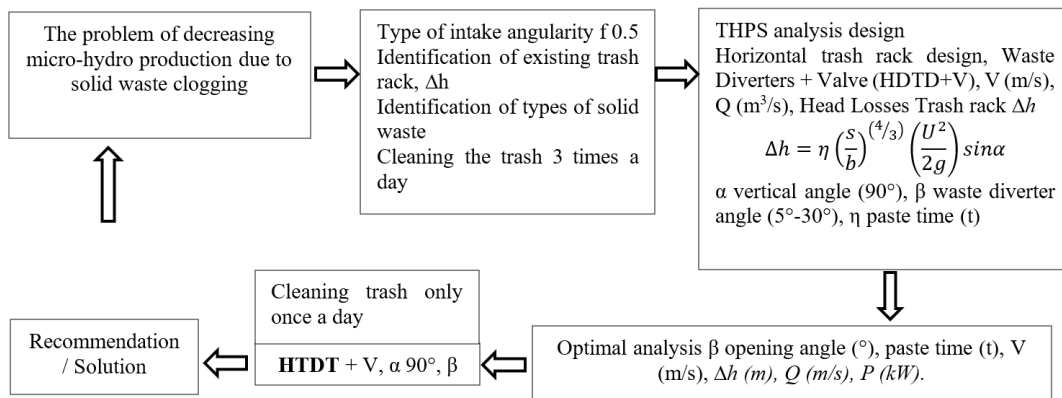 The problem of decreasing
micro-hydro production due to
solid waste clogging
Type of intake angularity f 0.5
Identification of existing trash
rack, Δh
Identification of types of solid
waste
Cleaning the trash 3 times a
day
THPS analysis design
Horizontal trash rack design, Waste
Diverters + Valve (HDTD+V), V (m/s),
Q (m³/s), Head Losses Trash rack Δh
Δh = η (s/b)^(4/3) (U²/2g) sinα
α vertical angle (90°), β waste diverter
angle (5°-30°), η paste time (t)
Optimal analysis β opening angle (°), paste time (t), V
(m/s), Δh (m), Q (m/s), P (kW).
Cleaning trash only
once a day
HTDT + V, α 90°, β
Recommendation
/ Solution